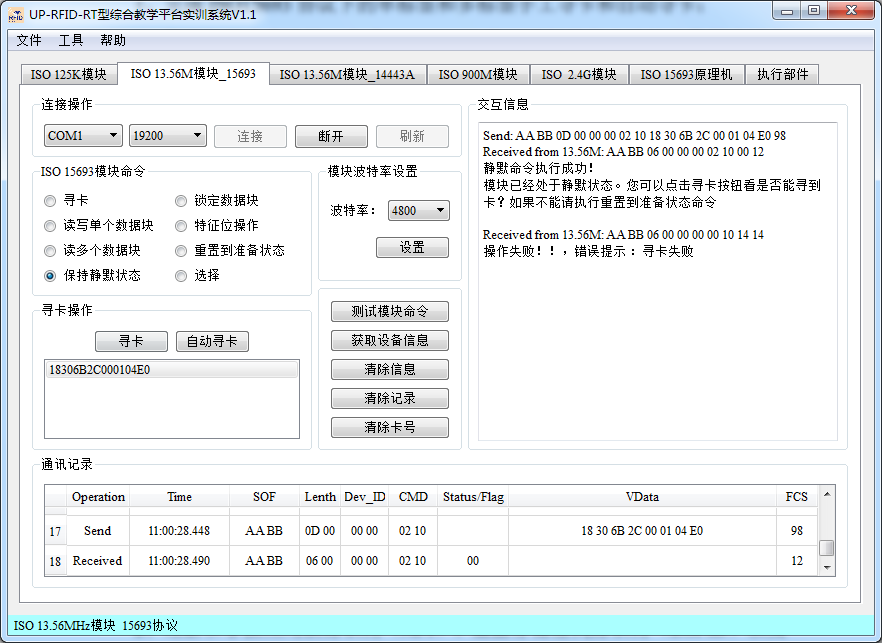 UP-RFID-RT型综合教学平台实训系统V1.1
文件 工具 帮助
ISO 125K模块 ISO 13.56M模块_15693 ISO 13.56M模块_14443A ISO 900M模块 ISO 2.4G模块 ISO 15693原理机 执行部件
连接操作
COM1 19200 连接 断开 刷新
ISO 15693模块命令
寻卡 锁定数据块
读写单个数据块 特征位操作
读多个数据块 重置到准备状态
保持静默状态 选择
模块波特率设置
波特率： 4800
设置
寻卡操作
寻卡 自动寻卡
18306B2C000104E0
测试模块命令
获取设备信息
清除信息
清除记录
清除卡号
交互信息
Send: AA BB 0D 00 00 00 02 10 18 30 6B 2C 00 01 04 E0 98
Received from 13.56M: AA BB 06 00 00 00 02 10 00 12
静默命令执行成功！
模块已经处于静默状态。您可以点击寻卡按钮看是否能寻到
卡？如果不能请执行重置到准备状态命令
Received from 13.56M: AA BB 06 00 00 00 00 10 14 14
操作失败！！，错误提示：寻卡失败
通讯记录
Operation Time SOF Lenth Dev_ID CMD Status/Flag VData FCS
17 Send 11:00:28.448 AA BB 0D 00 00 00 02 10 18 30 6B 2C 00 01 04 E0 98
18 Received 11:00:28.490 AA BB 06 00 00 00 02 10 00 12
ISO 13.56MHz模块 15693协议